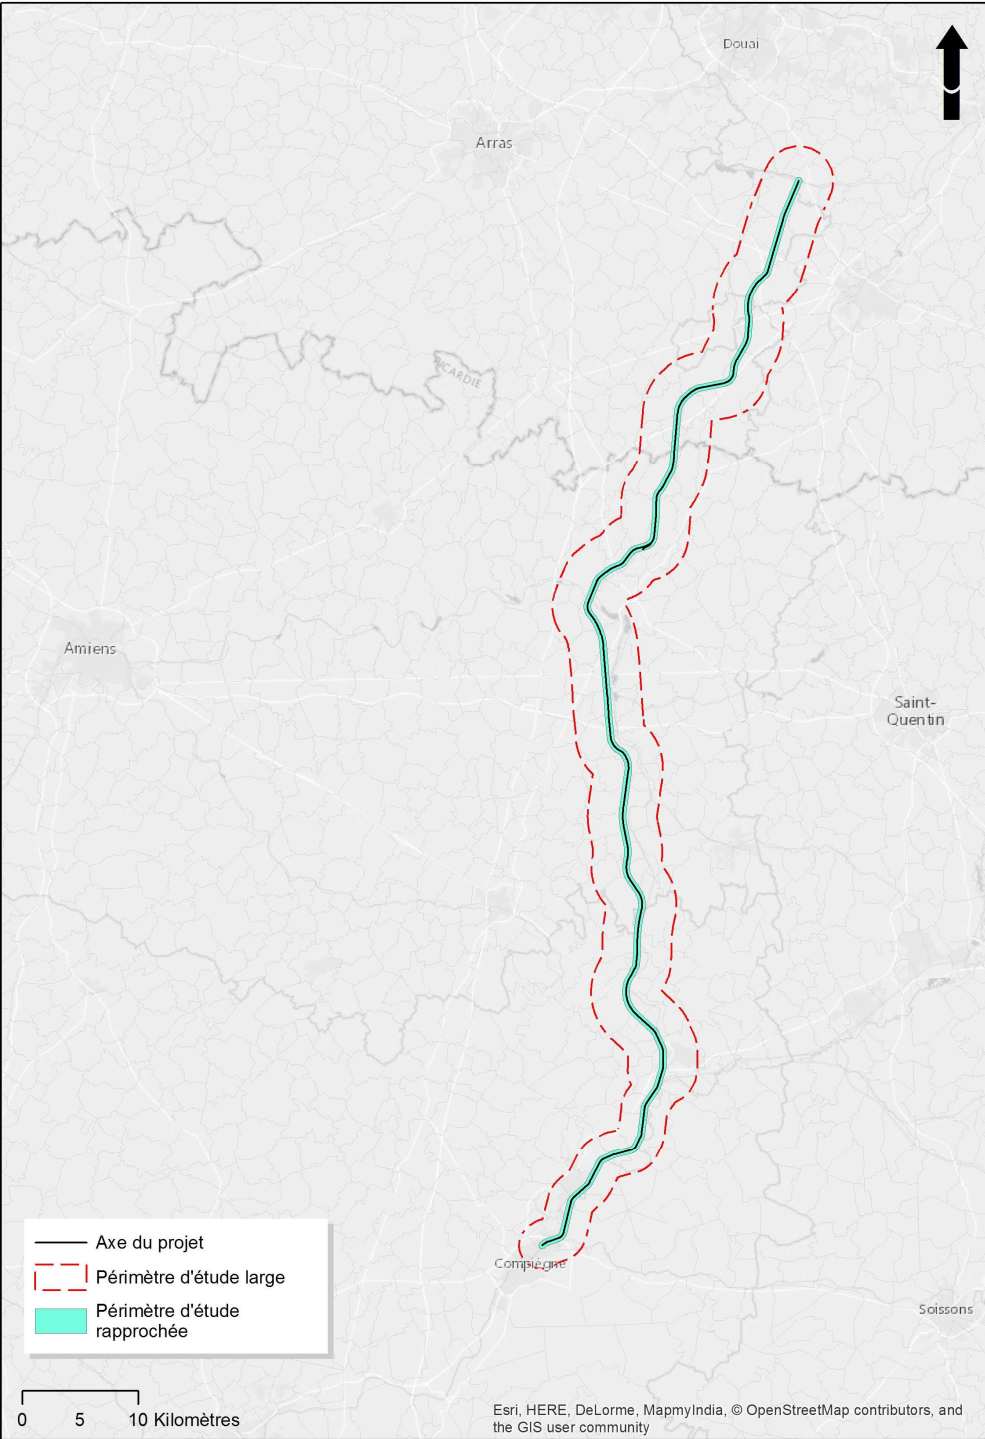 Douai
Arras
PICARDIE
Amiens
Saint-
Quentin
Compiègne
Soissons
Axe du projet
Périmètre d'étude large
Périmètre d'étude
rapprochée
0 5 10 Kilomètres
Esri, HERE, DeLorme, MapmyIndia, © OpenStreetMap contributors, and
the GIS user community